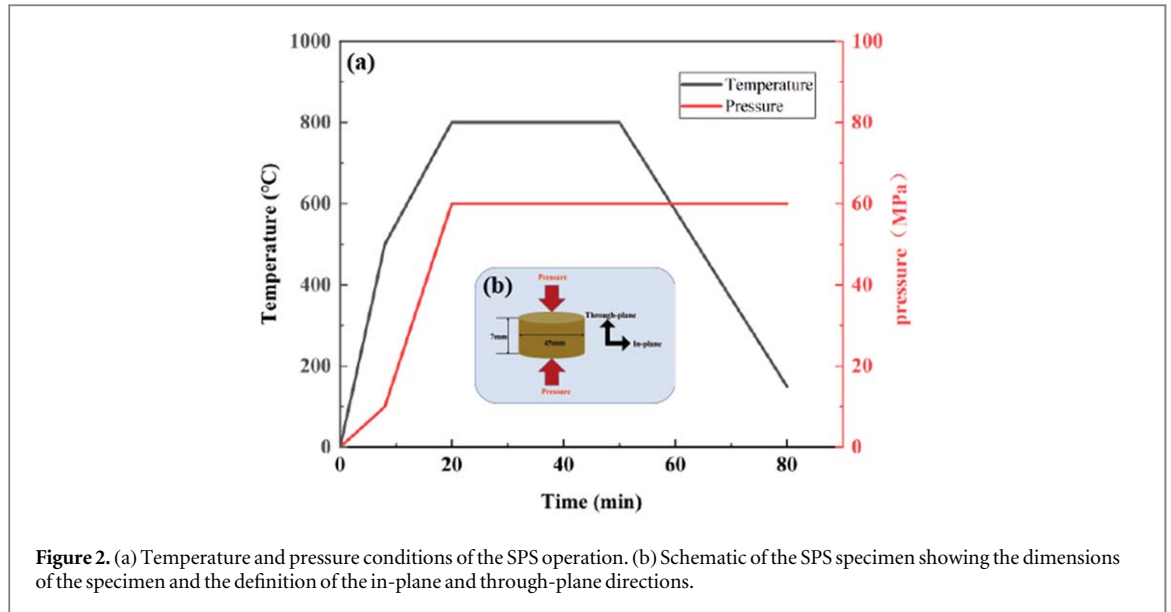 1000
800
600
400
200
0
Temperature (°C)
(a)
Temperature
Pressure
100
80
60
40
20
0
pressure (MPa)
(b)
Pressure
Through-plane
7mm
45mm
In-plane
Pressure
0
20
40
60
80
Time (min)
Figure 2. (a) Temperature and pressure conditions of the SPS operation. (b) Schematic of the SPS specimen showing the dimensions
of the specimen and the definition of the in-plane and through-plane directions.